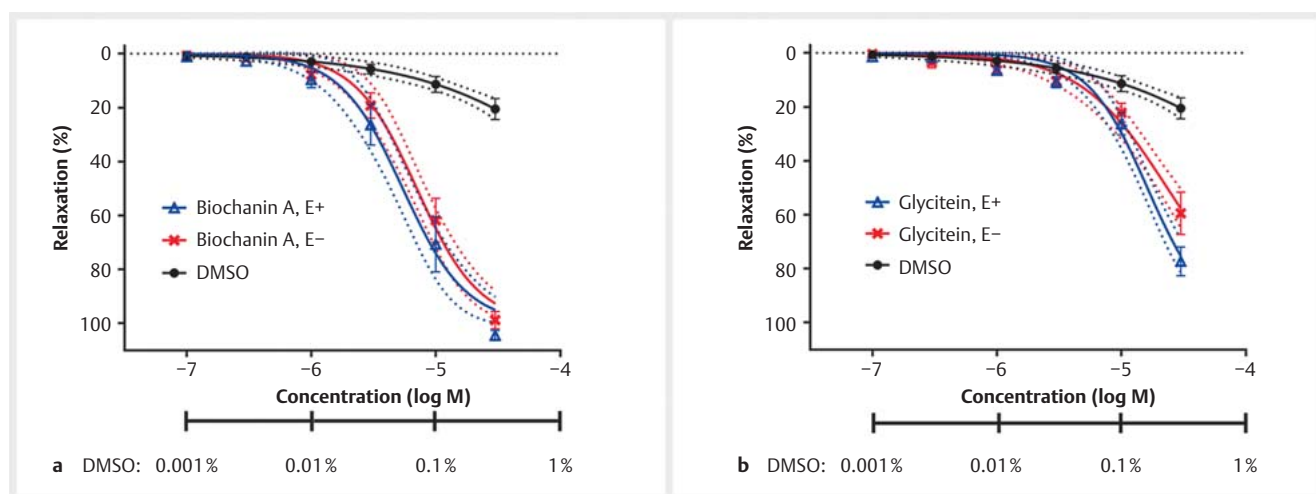 0
20
40
60
80
100
Relaxation (%)
Biochanin A, E+
Biochanin A, E−
DMSO
−7
−6
−5
−4
Concentration (log M)
a DMSO: 0.001% 0.01% 0.1% 1%
0
20
40
60
80
100
Relaxation (%)
Glycitein, E+
Glycitein, E−
DMSO
−7
−6
−5
−4
Concentration (log M)
b DMSO: 0.001% 0.01% 0.1% 1%